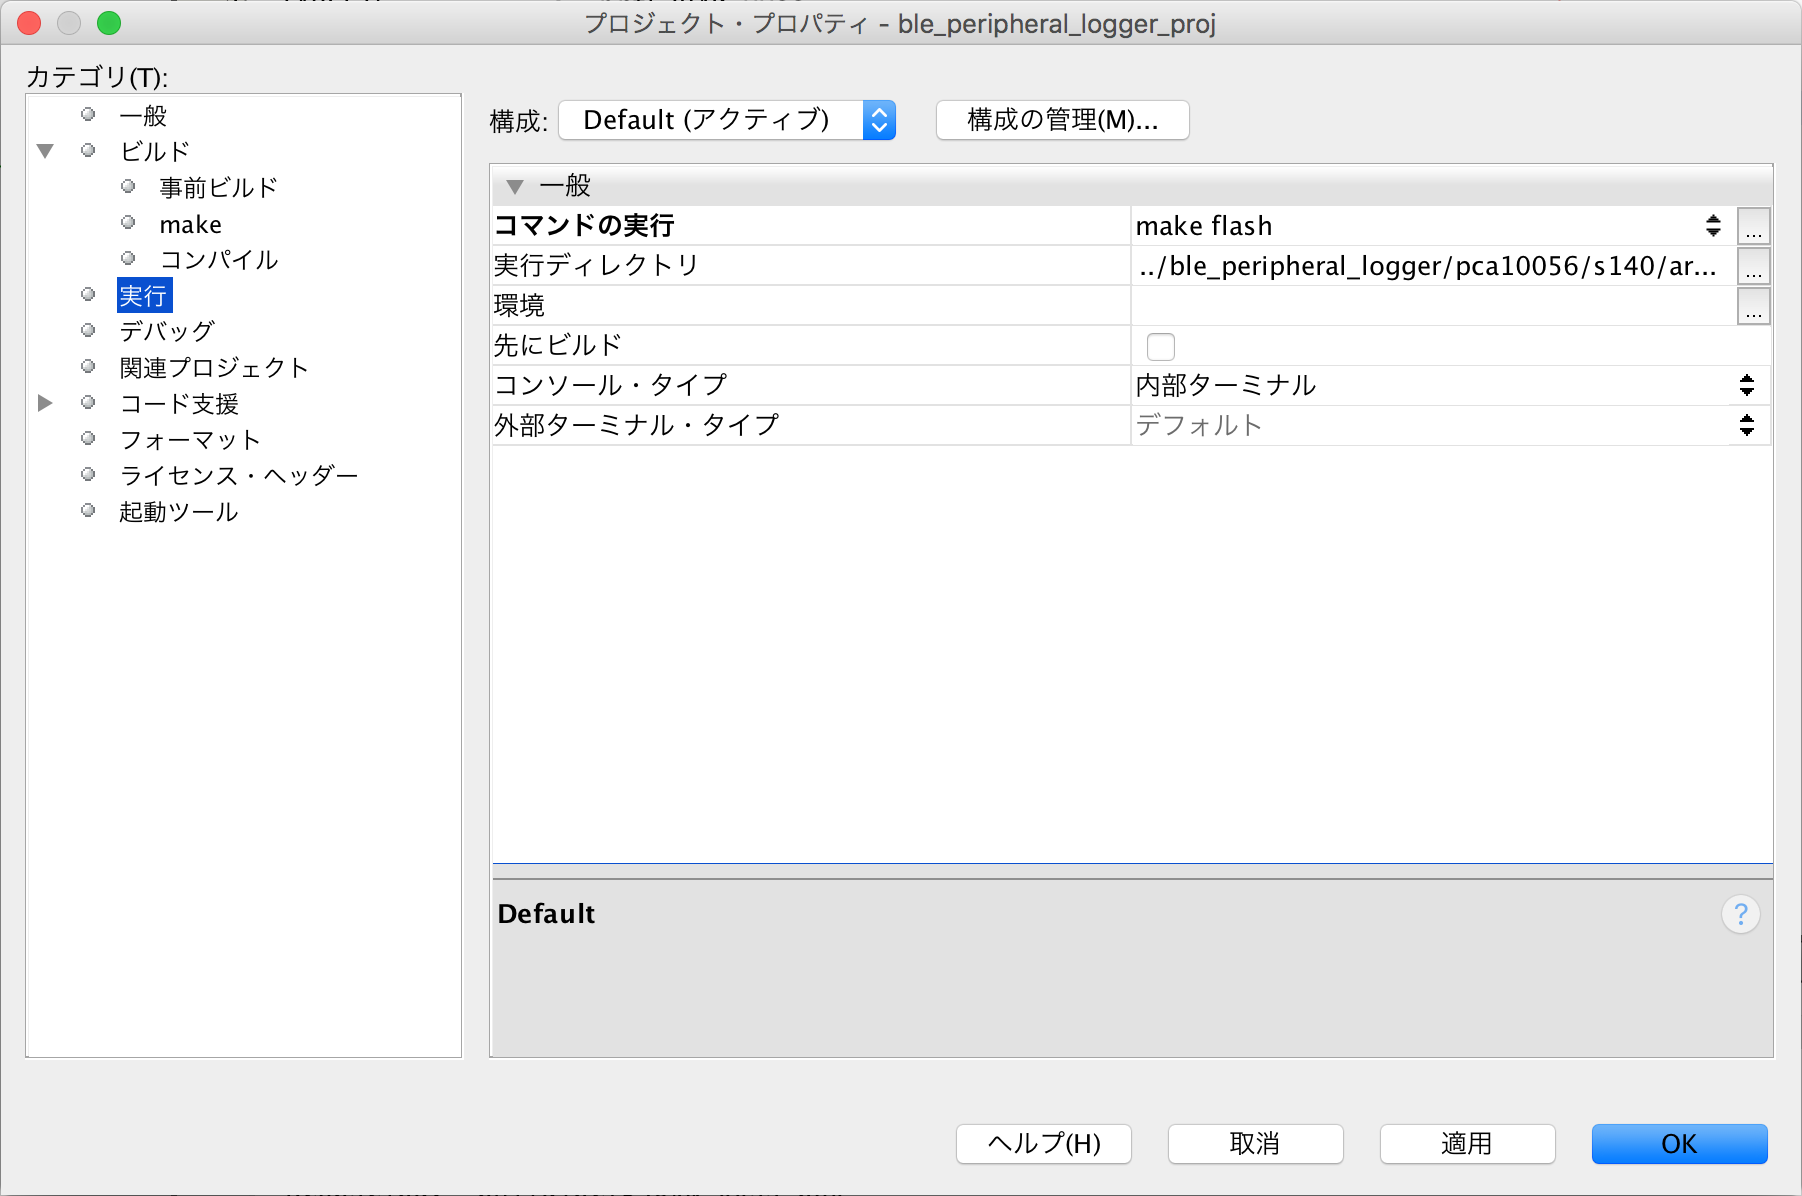 プロジェクト・プロパティ - ble_peripheral_logger_proj
カテゴリ(T):
一般
ビルド
事前ビルド
make
コンパイル
実行
デバッグ
関連プロジェクト
コード支援
フォーマット
ライセンス・ヘッダー
起動ツール
構成: Default (アクティブ) 構成の管理(M)...
一般
コマンドの実行 make flash ...
実行ディレクトリ ../ble_peripheral_logger/pca10056/s140/ar... ...
環境 ...
先にビルド
コンソール・タイプ 内部ターミナル
外部ターミナル・タイプ デフォルト
Default ?
ヘルプ(H) 取消 適用 OK